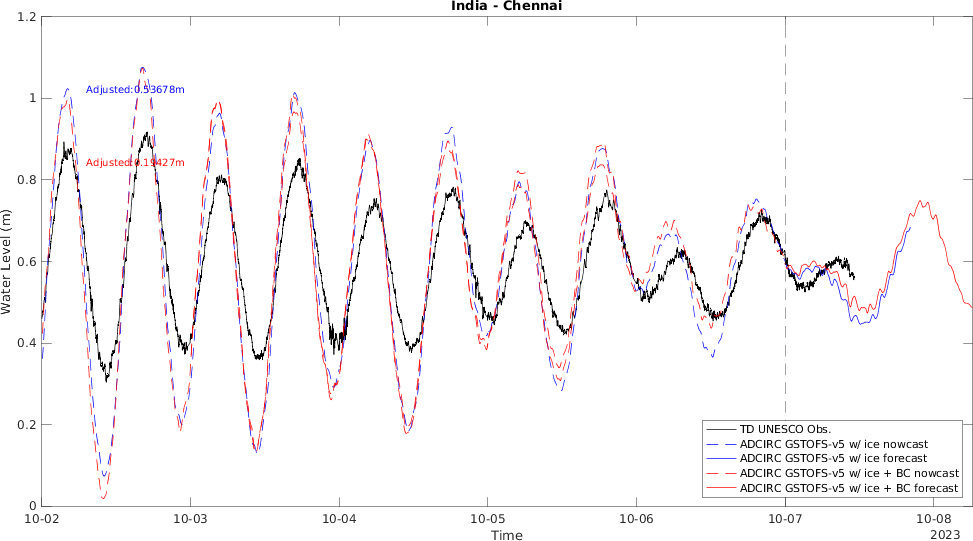 India - Chennai
1.2
1
0.8
0.6
0.4
0.2
0
Water Level (m)
Adjusted:0.53678m
Adjusted:0.19427m
TD UNESCO Obs.
ADCIRC GSTOFS-v5 w/ ice nowcast
ADCIRC GSTOFS-v5 w/ ice forecast
ADCIRC GSTOFS-v5 w/ ice + BC nowcast
ADCIRC GSTOFS-v5 w/ ice + BC forecast
10-02 10-03 10-04 10-05 10-06 10-07 10-08
Time
2023